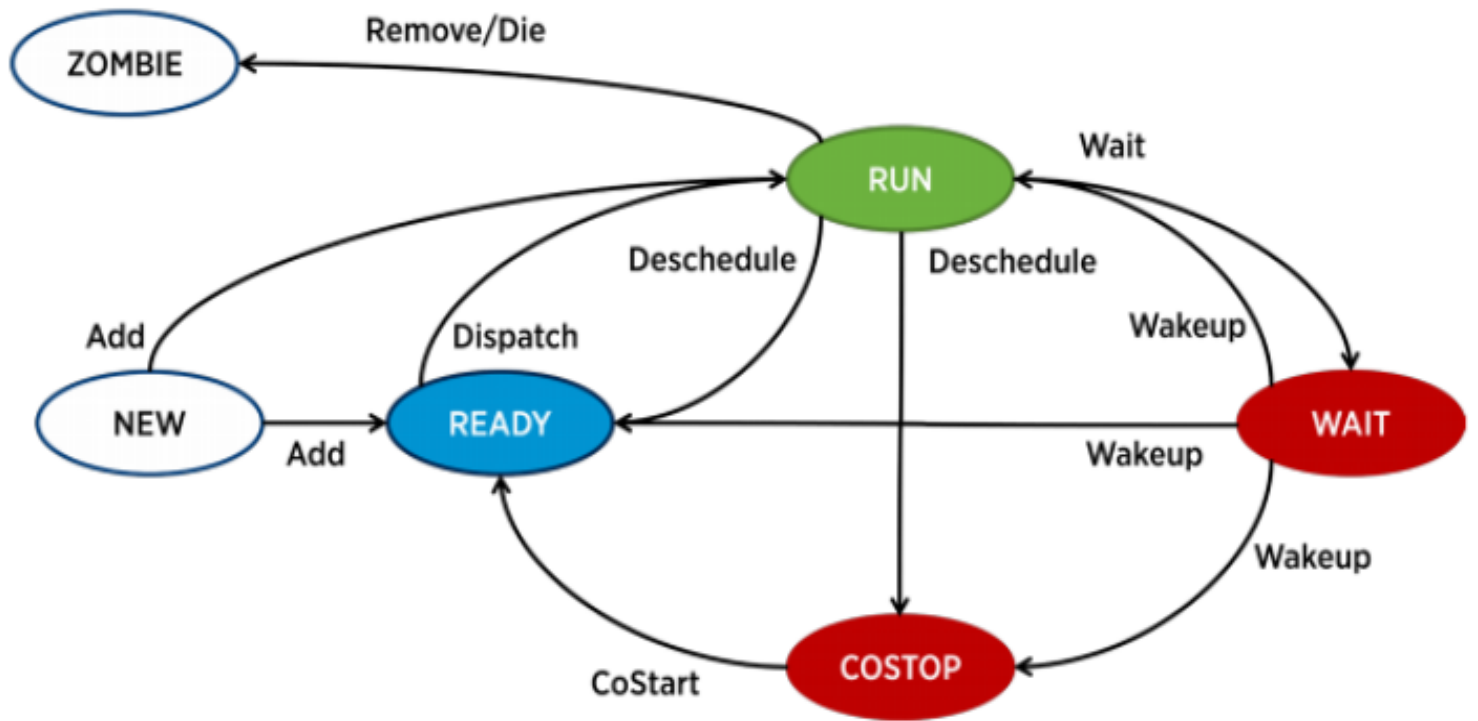 Remove/Die
ZOMBIE
Wait
RUN
Deschedule
Deschedule
Add
Dispatch
Wakeup
NEW
READY
WAIT
Add
Wakeup
Wakeup
COSTOP
CoStart